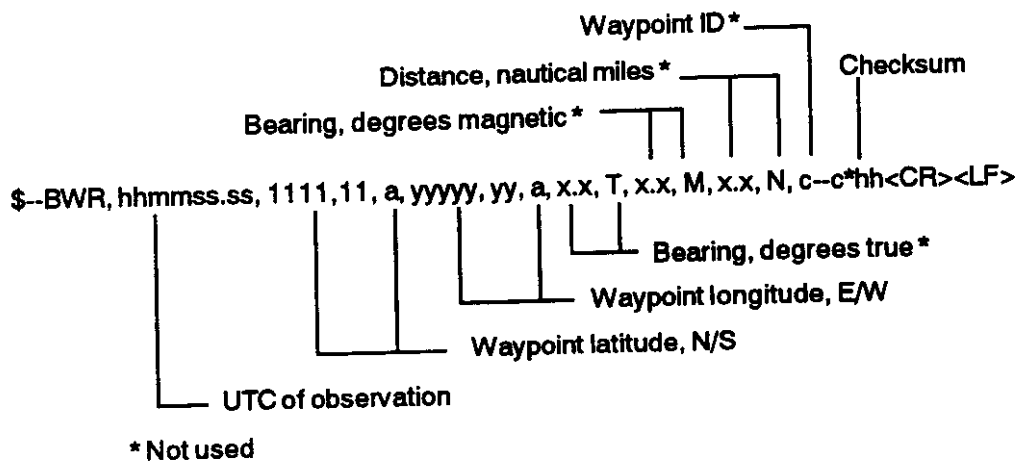 Waypoint ID*
Distance, nautical miles*
Checksum
Bearing, degrees magnetic*
$--BWR, hhmmss.ss, 1111,11, a, yyyyy, yy, a, x.x, T, x.x, M, x.x, N, c--c*hh<CR><LF>
Bearing, degrees true*
Waypoint longitude, E/W
Waypoint latitude, N/S
UTC of observation
*Not used